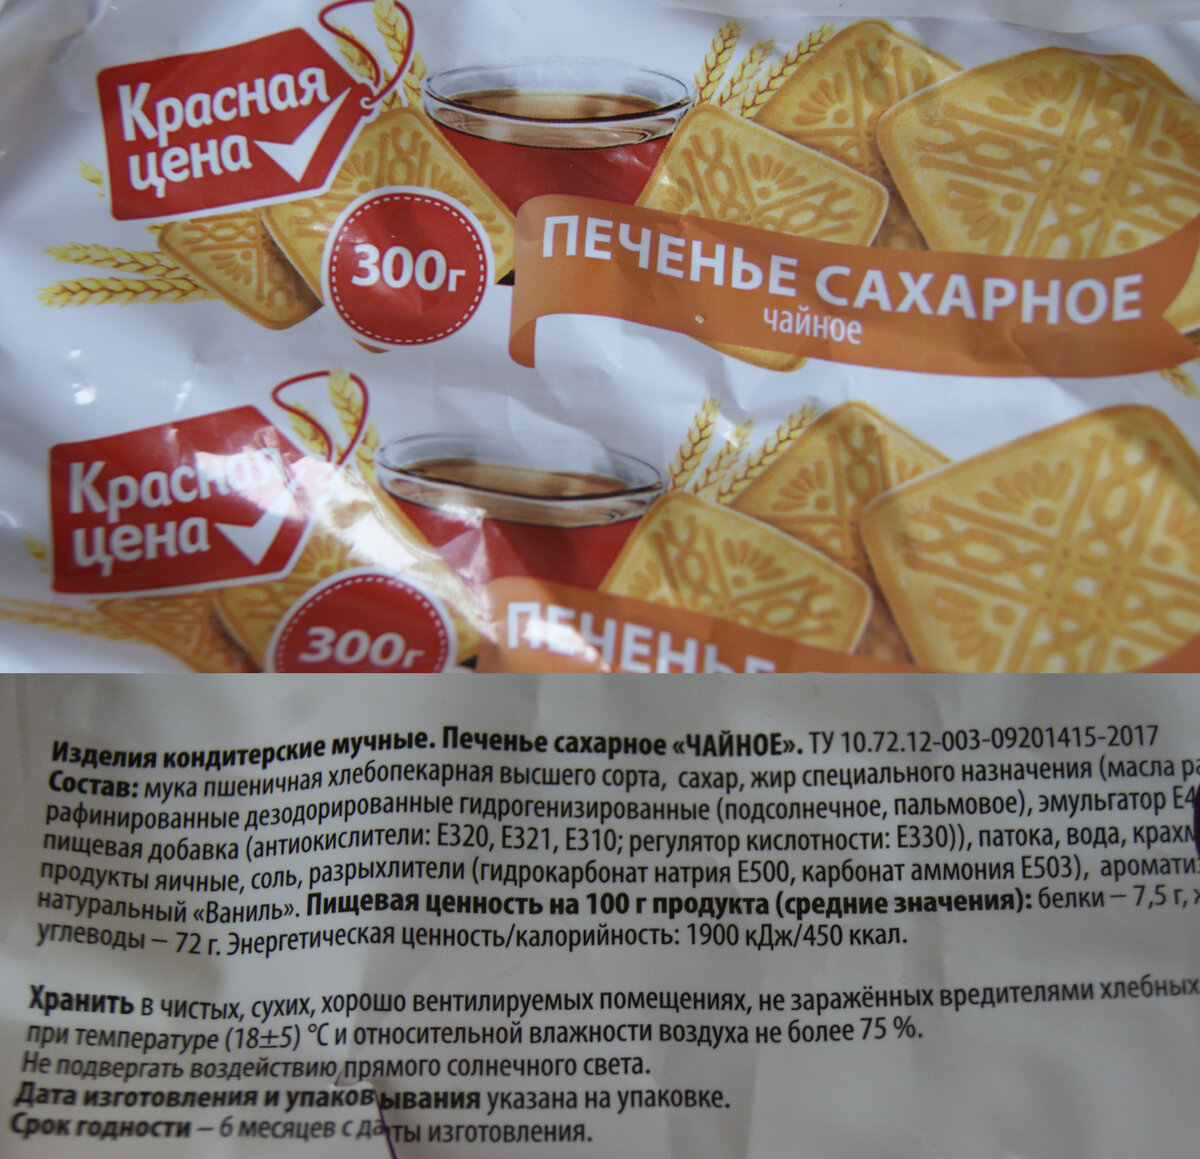 Красная
цена
300г
ПЕЧЕНЬЕ САХАРНОЕ
чайное
Красная
цена
300г
ПЕЧЕНЬЕ
Изделия кондитерские мучные. Печенье сахарное «ЧАЙНОЕ». ТУ 10.72.12-003-09201415-2017
Состав: мука пшеничная хлебопекарная высшего сорта, сахар, жир специального назначения (масла
рафинированные дезодорированные гидрогенизированные (подсолнечное, пальмовое), эмульгатор
пищевая добавка (антиокислители: Е320, Е321, Е310; регулятор кислотности: Е330)), патока, вода,
продукты яичные, соль, разрыхлители (гидрокарбонат натрия Е500, карбонат аммония Е503),
натуральный «Ваниль». Пищевая ценность на 100 г продукта (средние значения): белки – 7,5 г,
углеводы – 72 г. Энергетическая ценность/калорийность: 1900 кДж/450 ккал.
Хранить в чистых, сухих, хорошо вентилируемых помещениях, не заражённых вредителями хлебных
при температуре (18±5) °С и относительной влажности воздуха не более 75 %.
Не подвергать воздействию прямого солнечного света.
Дата изготовления и упаковывания указана на упаковке.
Срок годности – 6 месяцев с даты изготовления.